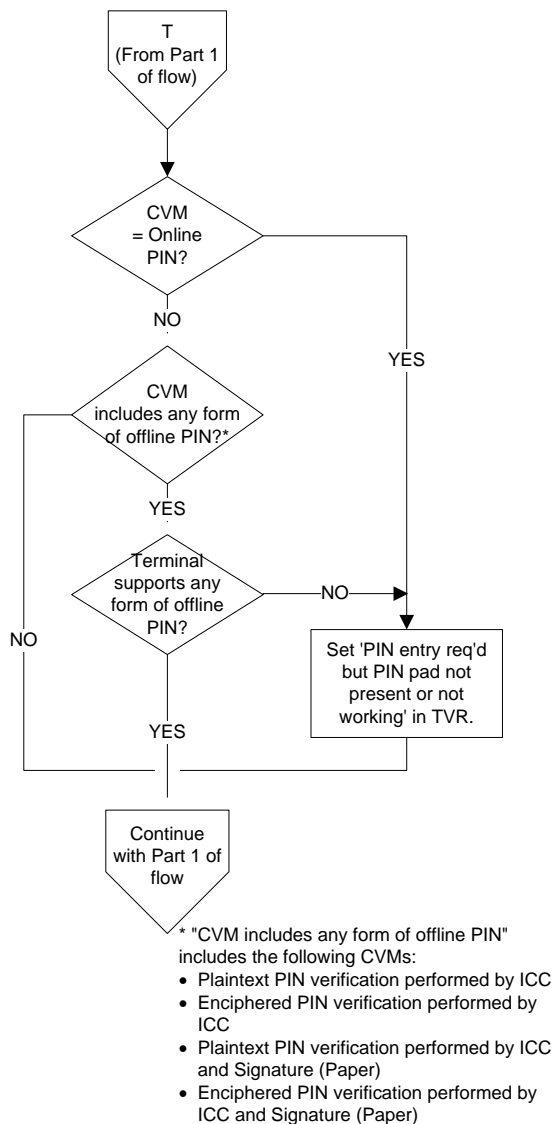 T
(From Part 1
of flow)
CVM
= Online
PIN?
NO
YES
CVM
includes any form
of offline PIN?*
YES
Terminal
supports any
form of offline
PIN?
NO
NO
Set 'PIN entry req'd
but PIN pad not
present or not
working' in TVR.
YES
Continue
with Part 1 of
flow
* "CVM includes any form of offline PIN"
includes the following CVMs:
• Plaintext PIN verification performed by ICC
• Enciphered PIN verification performed by
ICC
• Plaintext PIN verification performed by ICC
and Signature (Paper)
• Enciphered PIN verification performed by
ICC and Signature (Paper)